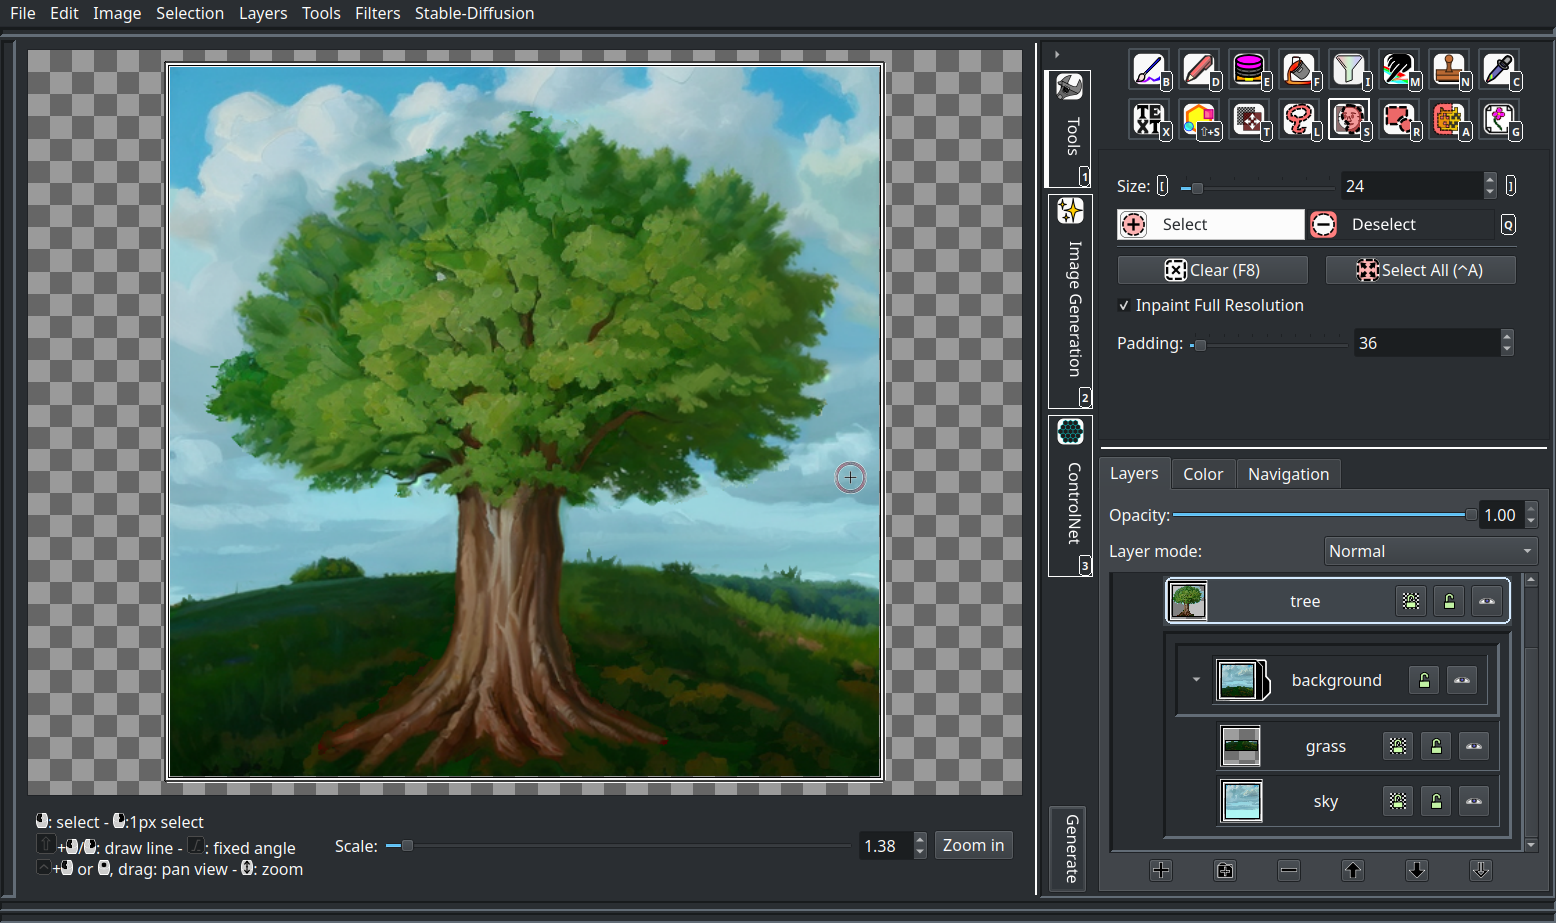 File Edit Image Selection Layers Tools Filters Stable-Diffusion
B D E F I M N C
TEXT X ⇧+S T L S R A G
Tools
1
Size: [ 24 ]
Select Deselect Q
Image Generation
2
Clear (F8) Select All (^A)
Inpaint Full Resolution
Padding: 36
ControlNet
3
Layers Color Navigation
Opacity: 1.00
Layer mode: Normal
tree
background
grass
sky
: select - :1px select
+/: draw line - : fixed angle
+ or , drag: pan view - : zoom
Scale: 1.38 Zoom in
Generate